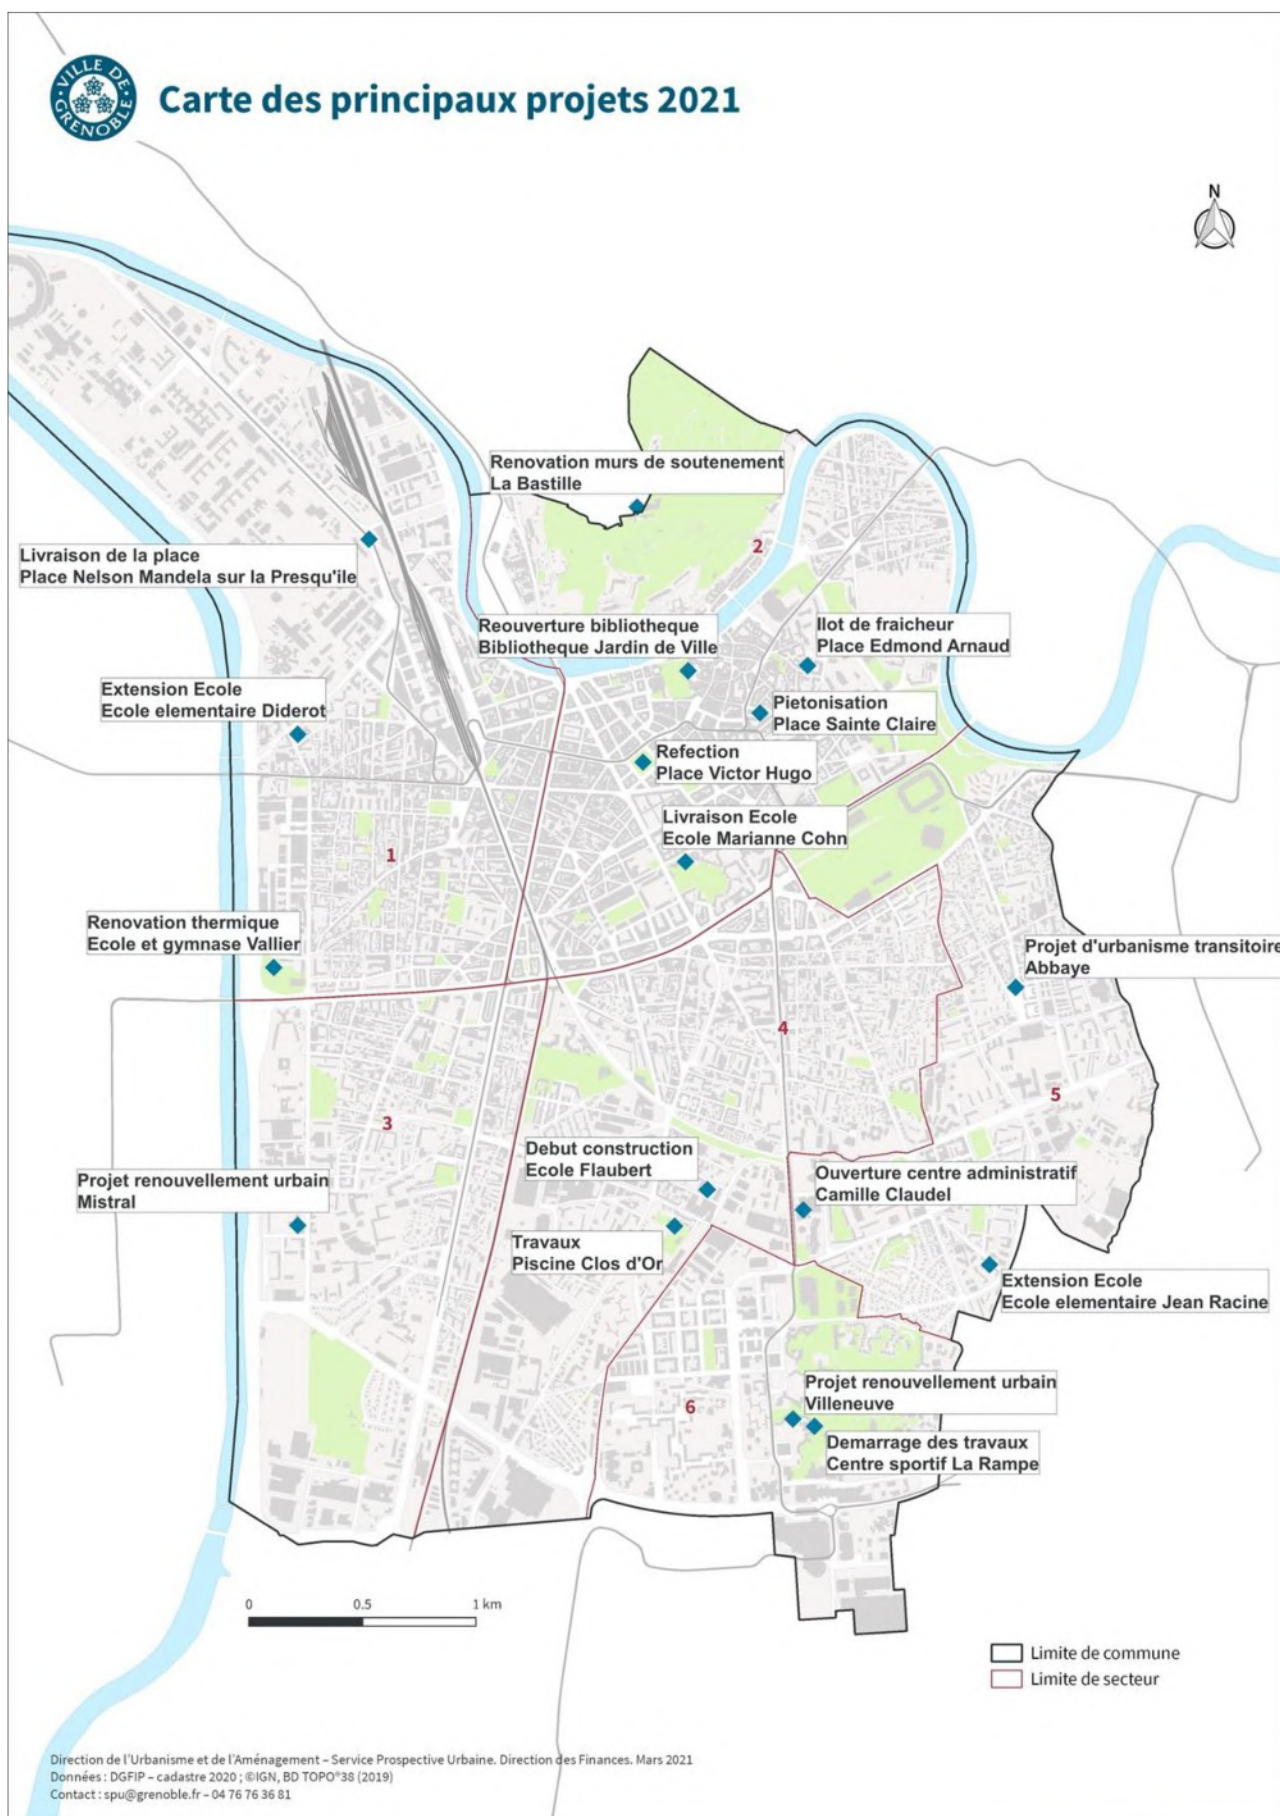 VILLE DE
GRENOBLE
Carte des principaux projets 2021
N
Renovation murs de soutenement
La Bastille
2
Livraison de la place
Place Nelson Mandela sur la Presqu'ile
Reouverture bibliotheque
Bibliotheque Jardin de Ville
Ilot de fraicheur
Place Edmond Arnaud
Extension Ecole
Ecole elementaire Diderot
Pietonisation
Place Sainte Claire
Refection
Place Victor Hugo
Livraison Ecole
Ecole Marianne Cohn
1
Renovation thermique
Ecole et gymnase Vallier
Projet d'urbanisme transitoire
Abbaye
4
5
3
Debut construction
Ecole Flaubert
Projet renouvellement urbain
Mistral
Ouverture centre administratif
Camille Claudel
Travaux
Piscine Clos d'Or
Extension Ecole
Ecole elementaire Jean Racine
Projet renouvellement urbain
Villeneuve
6
Demarrage des travaux
Centre sportif La Rampe
0 0.5 1 km
Limite de commune
Limite de secteur
Direction de l'Urbanisme et de l'Aménagement – Service Prospective Urbaine. Direction des Finances. Mars 2021
Données : DGFIP – cadastre 2020 ; ©IGN, BD TOPO®38 (2019)
Contact : spu@grenoble.fr – 04 76 76 36 81